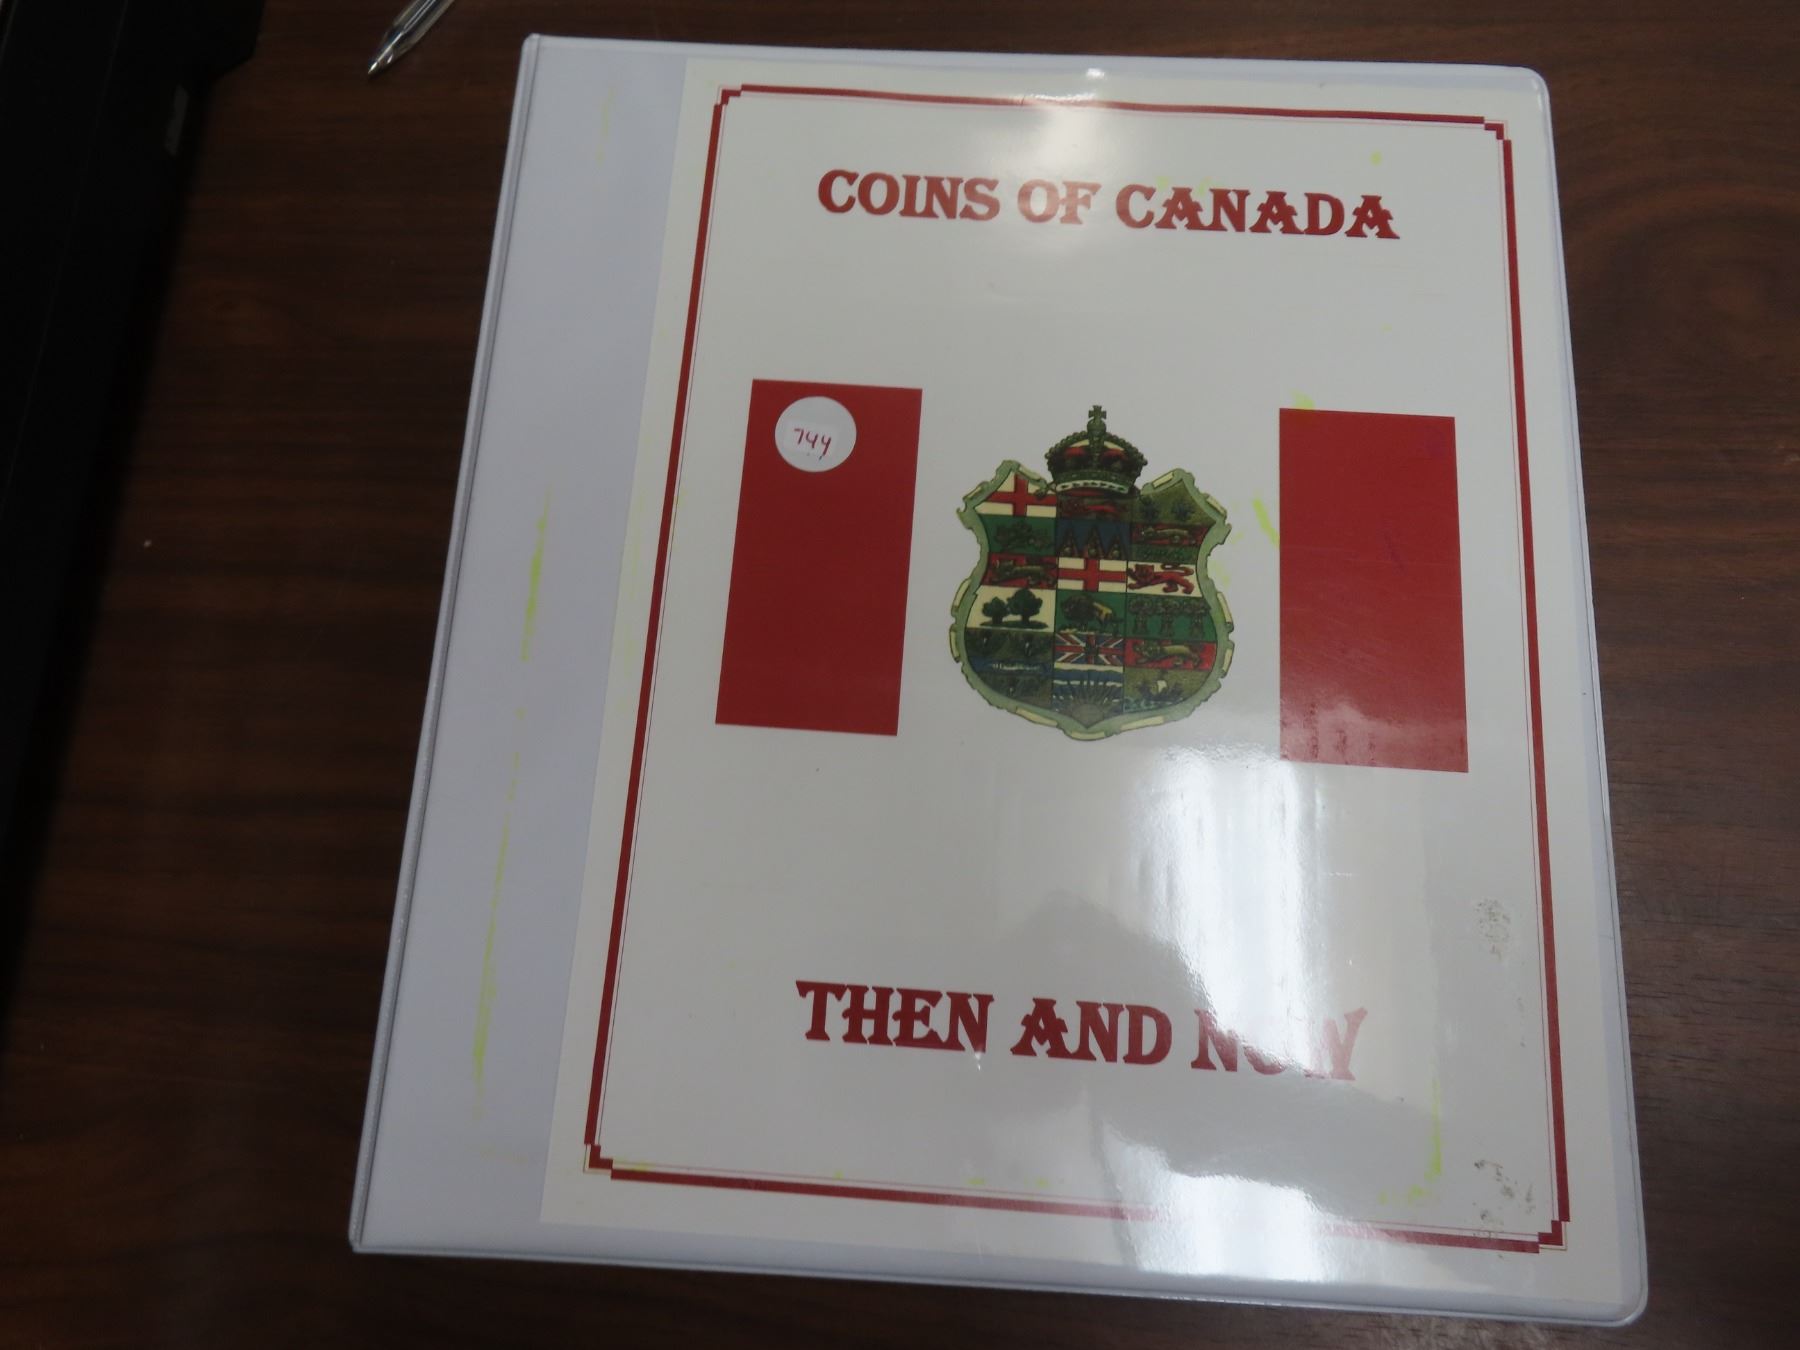 COINS OF CANADA
744
THEN AND NOW